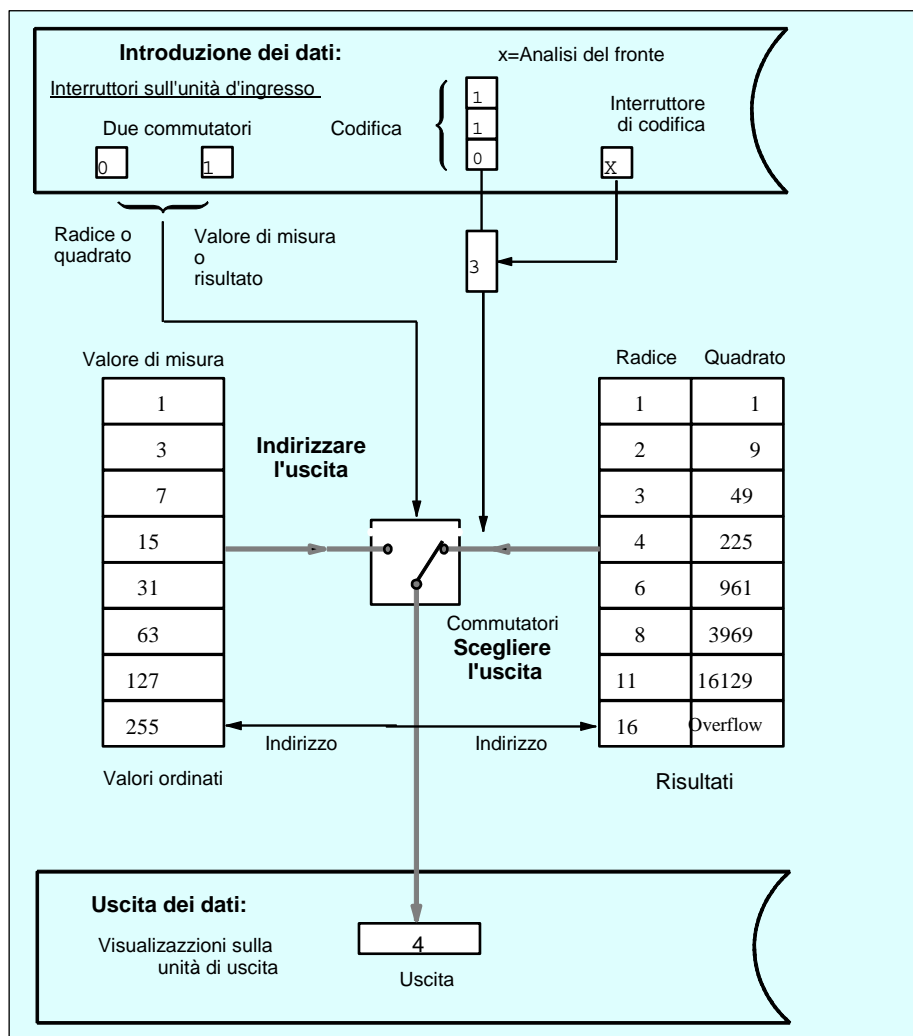 Introduzione dei dati:
x=Analisi del fronte
Interruttori sull'unità d'ingresso
Due commutatori
Codifica
1
1
0
Interruttore
di codifica
0
1
X
Radice o
quadrato
Valore di misura
o
risultato
3
Valore di misura
1
3
7
15
31
63
127
255
Valori ordinati
Indirizzare
l'uscita
Commutatori
Scegliere
l'uscita
Indirizzo
Indirizzo
Radice Quadrato
1 1
2 9
3 49
4 225
6 961
8 3969
11 16129
16 Overflow
Risultati
Uscita dei dati:
Visualizazzioni sulla
unità di uscita
4
Uscita